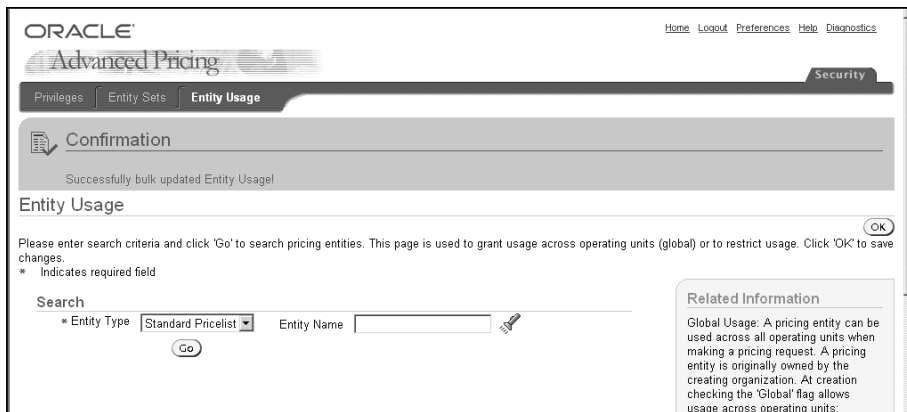 ORACLE
Home Logout Preferences Help Diagnostics
Advanced Pricing
Security
Privileges Entity Sets Entity Usage
Confirmation
Successfully bulk updated Entity Usage!
Entity Usage
OK
Please enter search criteria and click 'Go' to search pricing entities. This page is used to grant usage across operating units (global) or to restrict usage. Click 'OK' to save
changes.
* Indicates required field
Search
* Entity Type Standard Pricelist Entity Name
Go
Related Information
Global Usage: A pricing entity can be
used across all operating units when
making a pricing request. A pricing
entity is originally owned by the
creating organization. At creation
checking the 'Global' flag allows
usage across operating units: